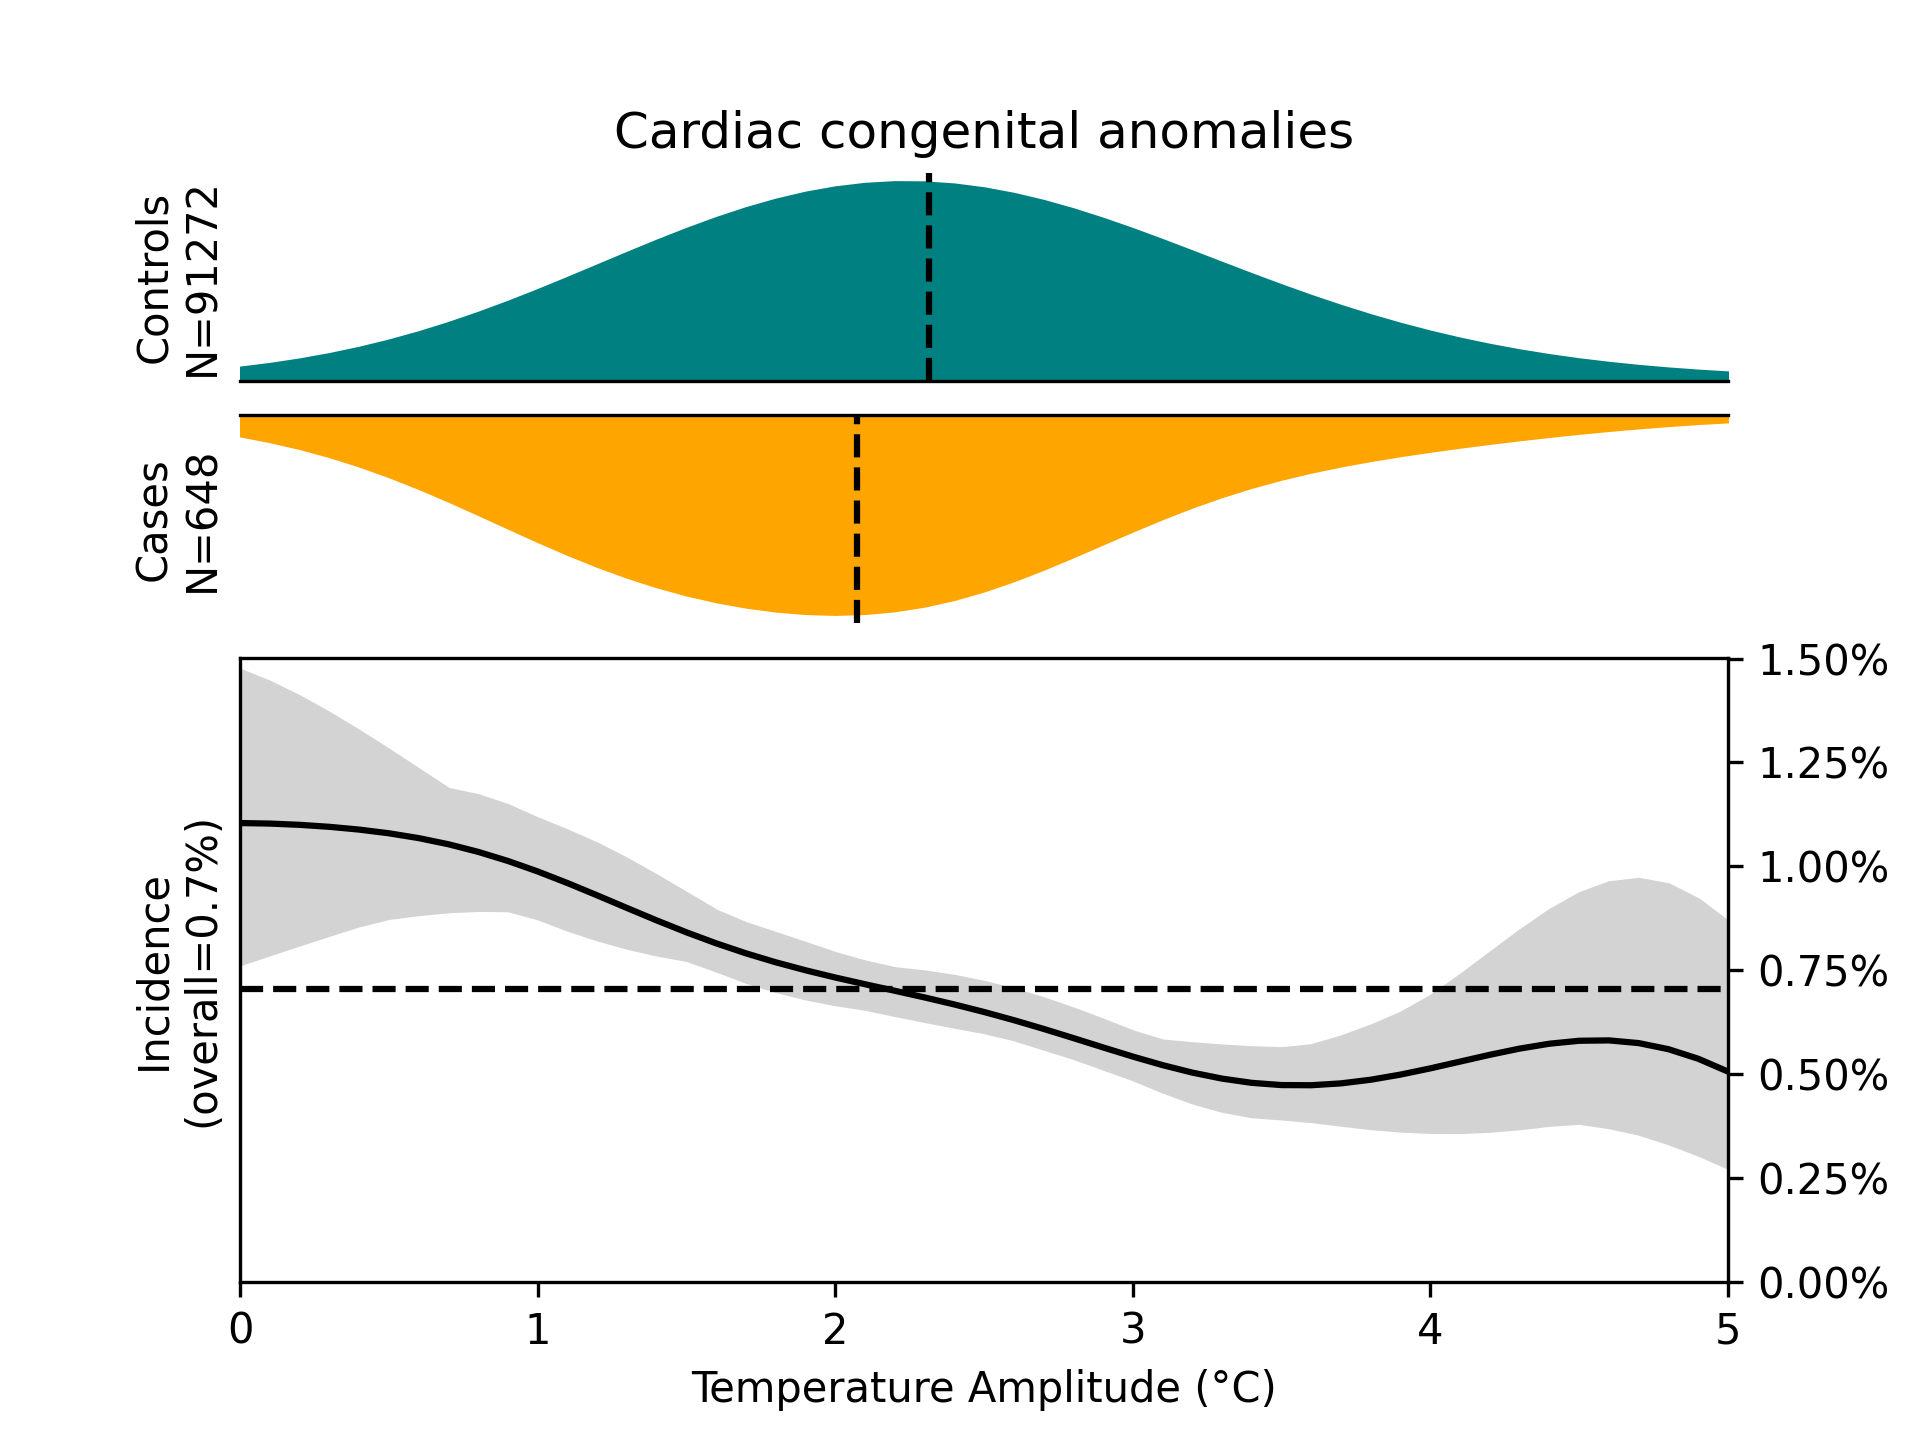 Cardiac congenital anomalies
Controls
N=91272
Cases
N=648
Incidence
(overall=0.7%)
1.50%
1.25%
1.00%
0.75%
0.50%
0.25%
0.00%
0 1 2 3 4 5
Temperature Amplitude (°C)